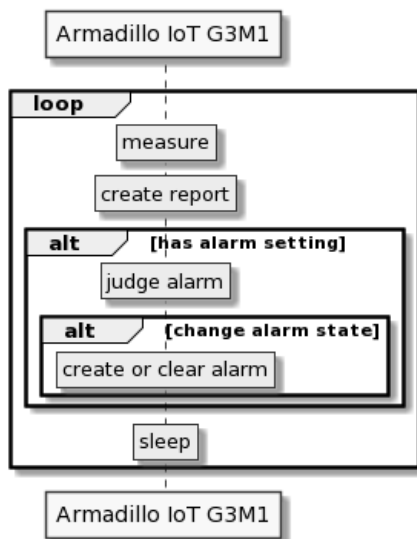 Armadillo IoT G3M1
loop
measure
create report
alt [has alarm setting]
judge alarm
alt [change alarm state]
create or clear alarm
sleep
Armadillo IoT G3M1